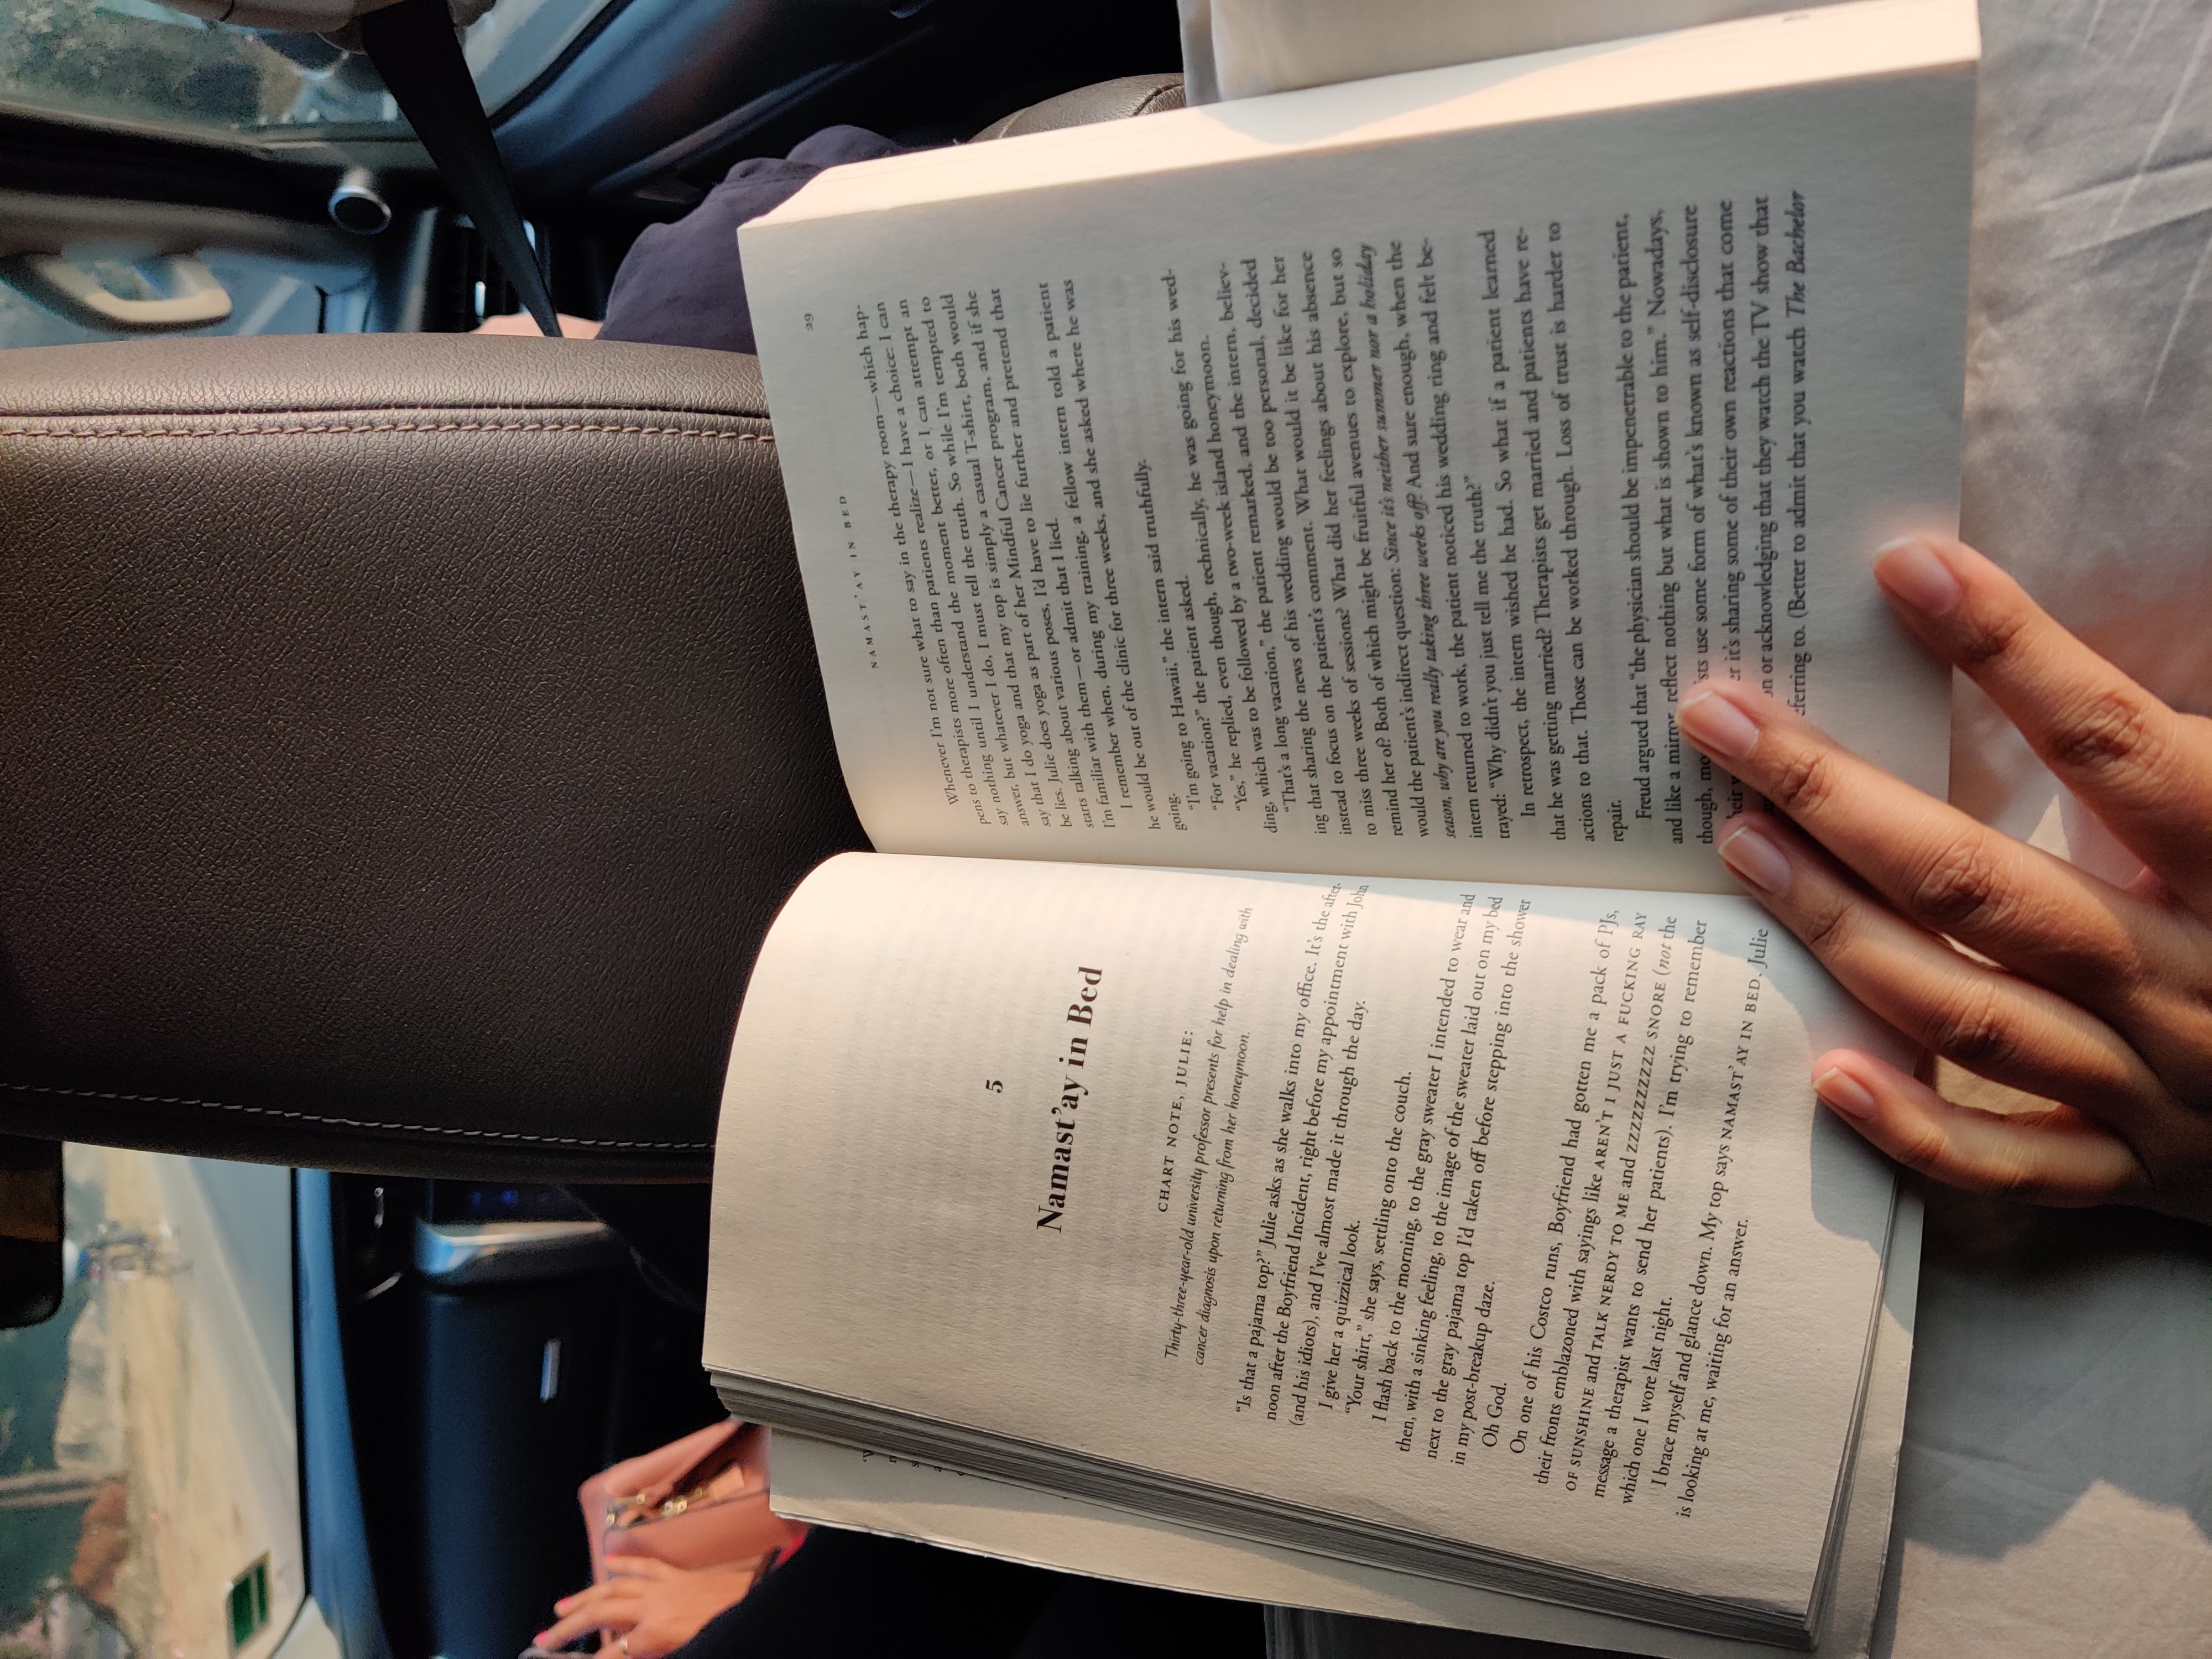 5
Namast’ay in Bed
CHART NOTE, JULIE:
Thirty-three-year-old university professor presents for help in dealing with
cancer diagnosis upon returning from her honeymoon.
“Is that a pajama top?” Julie asks as she walks into my office. It’s the after-
noon after the Boyfriend Incident, right before my appointment with John
(and his idiots), and I’ve almost made it through the day.
I give her a quizzical look.
“Your shirt,” she says, settling onto the couch.
I flash back to the morning, to the gray sweater I intended to wear and
then, with a sinking feeling, to the image of the sweater laid out on my bed
next to the gray pajama top I’d taken off before stepping into the shower
in my post-breakup daze.
Oh God.
On one of his Costco runs, Boyfriend had gotten me a pack of PJs,
their fronts emblazoned with sayings like AREN’T I JUST A FUCKING RAY
OF SUNSHINE and TALK NERDY TO ME and ZZZZZZZZZZ SNORE (not the
message a therapist wants to send her patients). I’m trying to remember
which one I wore last night.
I brace myself and glance down. My top says NAMAST’AY IN BED. Julie
is looking at me, waiting for an answer.
NAMAST’AY IN BED 29
Whenever I’m not sure what to say in the therapy room—which hap-
pens to therapists more often than patients realize—I have a choice: I can
say nothing until I understand the moment better, or I can attempt an
answer, but whatever I do, I must tell the truth. So while I’m tempted to
say that I do yoga and that my top is simply a casual T-shirt, both would
be lies. Julie does yoga as part of her Mindful Cancer program, and if she
starts talking about various poses, I’d have to lie further and pretend that
I’m familiar with them—or admit that I lied.
I remember when, during my training, a fellow intern told a patient
he would be out of the clinic for three weeks, and she asked where he was
going.
“I’m going to Hawaii,” the intern said truthfully.
“For vacation?” the patient asked.
“Yes,” he replied, even though, technically, he was going for his wed-
ding, which was to be followed by a two-week island honeymoon.
“That’s a long vacation,” the patient remarked, and the intern, believ-
ing that sharing the news of his wedding would be too personal, decided
instead to focus on the patient’s comment. What would it be like for her
to miss three weeks of sessions? What did her feelings about his absence
remind her of? Both of which might be fruitful avenues to explore, but so
would the patient’s indirect question: Since it’s neither summer nor a holiday
season, why are you really taking three weeks off? And sure enough, when the
intern returned to work, the patient noticed his wedding ring and felt be-
trayed: “Why didn’t you just tell me the truth?”
In retrospect, the intern wished he had. So what if a patient learned
that he was getting married? Therapists get married and patients have re-
actions to that. Those can be worked through. Loss of trust is harder to
repair.
Freud argued that “the physician should be impenetrable to the patient,
and like a mirror, reflect nothing but what is shown to him.” Nowadays,
though, use some form of what’s known as self-disclosure
it’s sharing some of their own reactions that come
or acknowledging that they watch the TV show that
to. (Better to admit that you watch The Bachelor